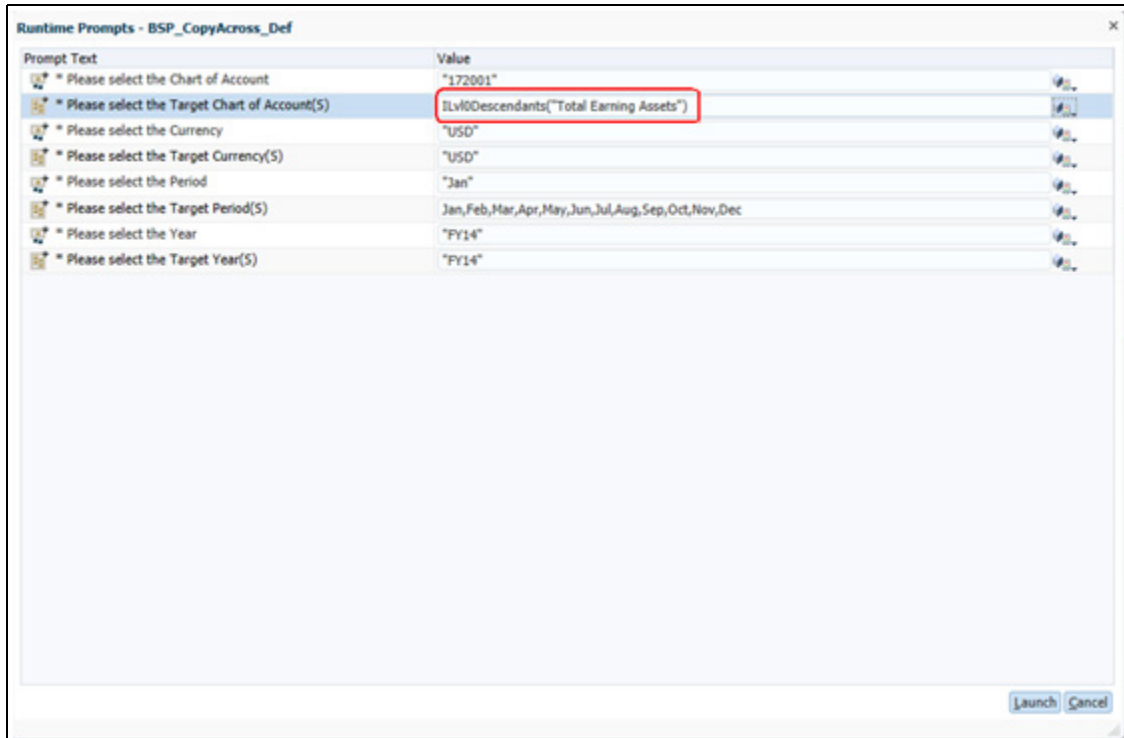 Runtime Prompts - BSP_CopyAcross_Def
Prompt Text Value
* Please select the Chart of Account "172001"
* Please select the Target Chart of Account(S) ILvl0Descendants("Total Earning Assets")
* Please select the Currency "USD"
* Please select the Target Currency(S) "USD"
* Please select the Period "Jan"
* Please select the Target Period(S) Jan,Feb,Mar,Apr,May,Jun,Jul,Aug,Sep,Oct,Nov,Dec
* Please select the Year "FY14"
* Please select the Target Year(S) "FY14"
Launch Cancel